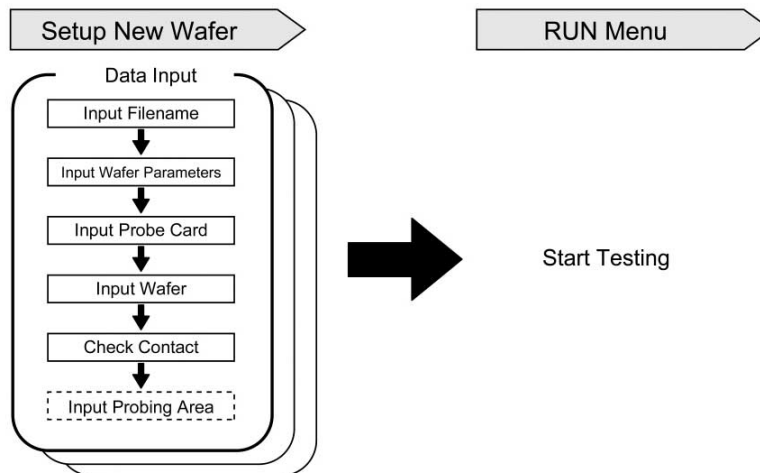 Setup New Wafer
RUN Menu
Data Input
Input Filename
Input Wafer Parameters
Input Probe Card
Input Wafer
Check Contact
Input Probing Area
Start Testing